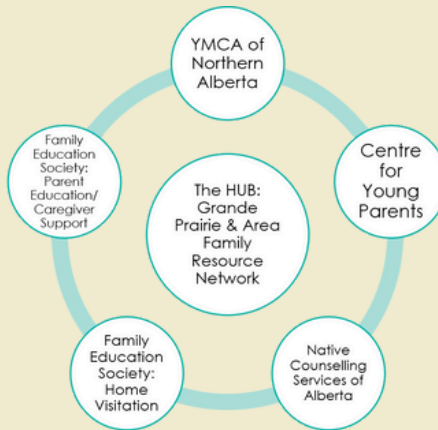 YMCA of
Northern
Alberta
Family
Education
Society:
Parent
Education/
Caregiver
Support
Centre
for
Young
Parents
The HUB:
Grande
Prairie & Area
Family
Resource
Network
Family
Education
Society:
Home
Visitation
Native
Counselling
Services of
Alberta